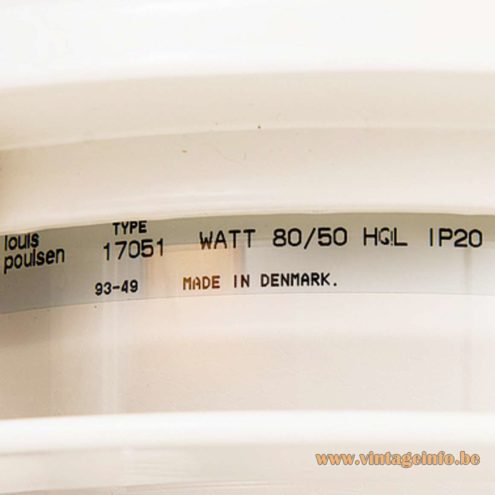 louis poulsen
TYPE 17051 WATT 80/50 HQL IP20
93-49 MADE IN DENMARK.
www.vintageinfo.be